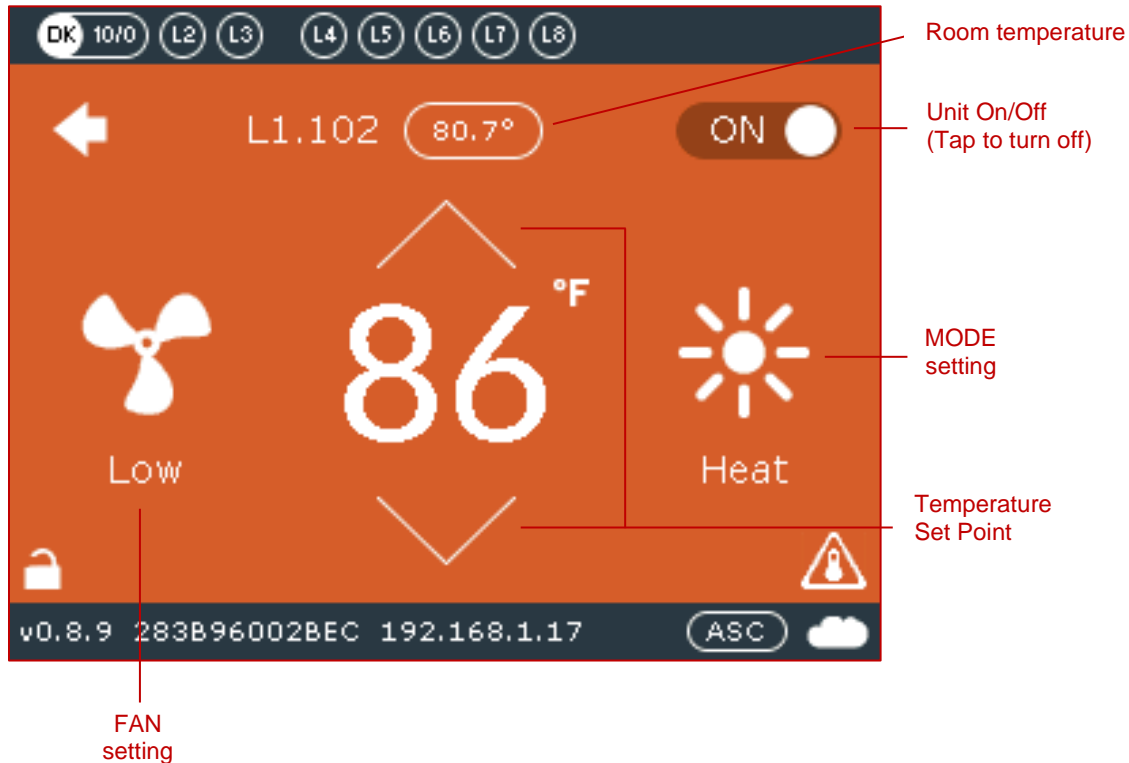 DK 10/0 L2 L3 L4 L5 L6 L7 L8
Room temperature
L1.102 80.7° ON
Unit On/Off
(Tap to turn off)
°F
86
Low
Heat
MODE
setting
Temperature
Set Point
v0.8.9 283B96002BEC 192.168.1.17 ASC
FAN
setting